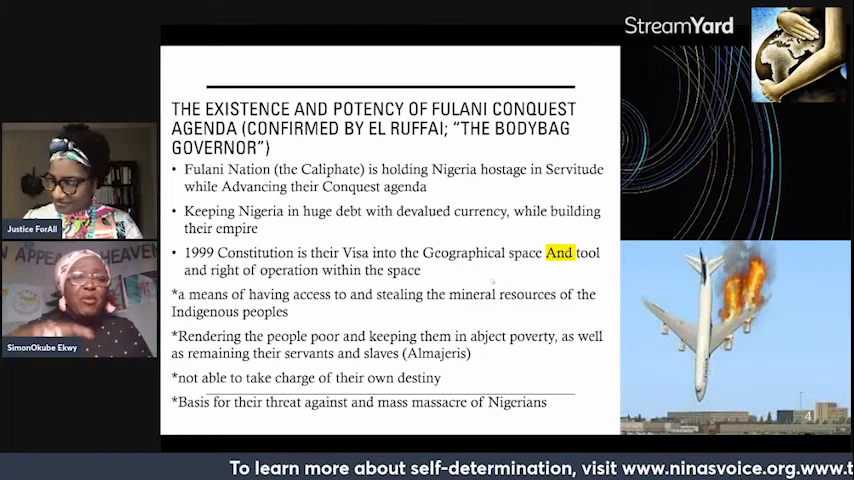 StreamYard
THE EXISTENCE AND POTENCY OF FULANI CONQUEST
AGENDA (CONFIRMED BY EL RUFFAI; “THE BODYBAG
GOVERNOR”)
• Fulani Nation (the Caliphate) is holding Nigeria hostage in Servitude
while Advancing their Conquest agenda
• Keeping Nigeria in huge debt with devalued currency, while building
their empire
• 1999 Constitution is their Visa into the Geographical space And tool
and right of operation within the space
*a means of having access to and stealing the mineral resources of the
Indigenous peoples
*Rendering the people poor and keeping them in abject poverty, as well
as remaining their servants and slaves (Almajeris)
*not able to take charge of their own destiny
*Basis for their threat against and mass massacre of Nigerians
4
Justice ForAll
AN APPEAL HEAVEN
SimonOkube Ekwy
To learn more about self-determination, visit www.ninasvoice.org.www.t